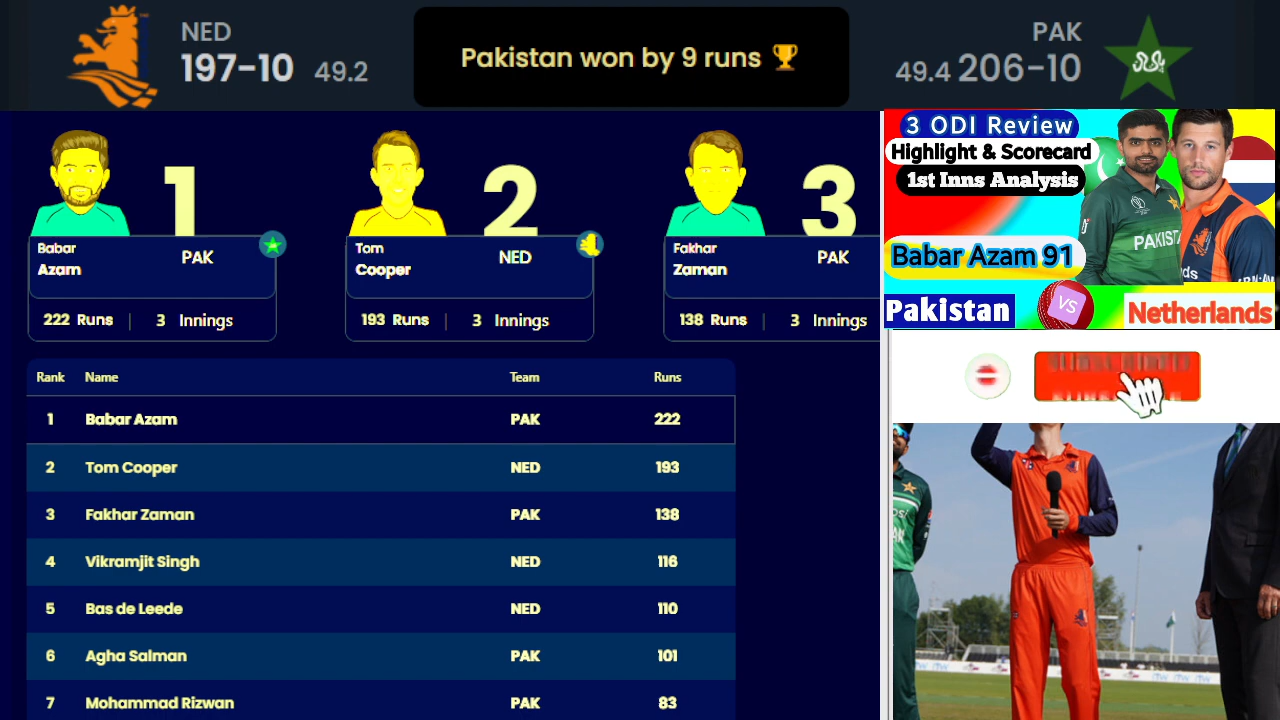 NED
197-10 49.2
Pakistan won by 9 runs
PAK
49.4 206-10
1
Babar
Azam
PAK
222 Runs | 3 Innings
2
Tom
Cooper
NED
193 Runs | 3 Innings
3
Fakhar
Zaman
PAK
138 Runs | 3 Innings
Rank Name Team Runs
1 Babar Azam PAK 222
2 Tom Cooper NED 193
3 Fakhar Zaman PAK 138
4 Vikramjit Singh NED 116
5 Bas de Leede NED 110
6 Agha Salman PAK 101
7 Mohammad Rizwan PAK 83
3 ODI Review
Highlight & Scorecard
1st Inns Analysis
Babar Azam 91
Pakistan VS Netherlands